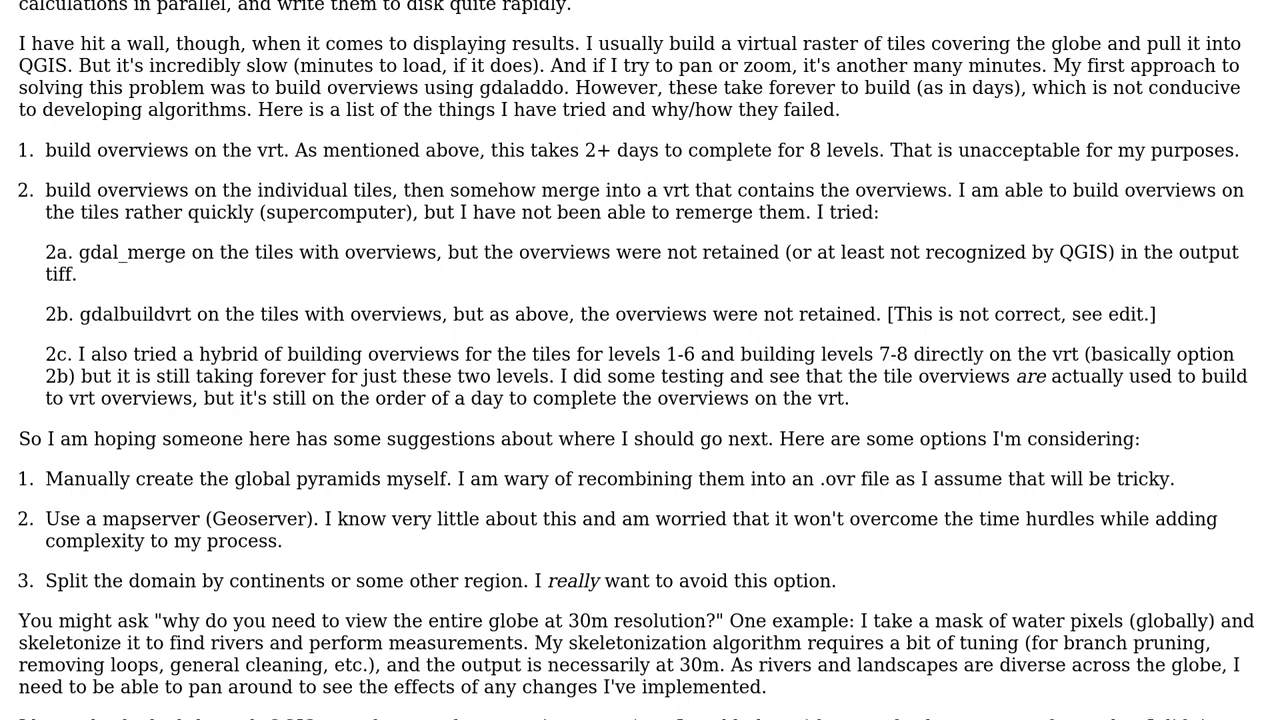 calculations in parallel, and write them to disk quite rapidly.
I have hit a wall, though, when it comes to displaying results. I usually build a virtual raster of tiles covering the globe and pull it into
QGIS. But it's incredibly slow (minutes to load, if it does). And if I try to pan or zoom, it's another many minutes. My first approach to
solving this problem was to build overviews using gdaladdo. However, these take forever to build (as in days), which is not conducive
to developing algorithms. Here is a list of the things I have tried and why/how they failed.
1. build overviews on the vrt. As mentioned above, this takes 2+ days to complete for 8 levels. That is unacceptable for my purposes.
2. build overviews on the individual tiles, then somehow merge into a vrt that contains the overviews. I am able to build overviews on
the tiles rather quickly (supercomputer), but I have not been able to remerge them. I tried:
2a. gdal_merge on the tiles with overviews, but the overviews were not retained (or at least not recognized by QGIS) in the output
tiff.
2b. gdalbuildvrt on the tiles with overviews, but as above, the overviews were not retained. [This is not correct, see edit.]
2c. I also tried a hybrid of building overviews for the tiles for levels 1-6 and building levels 7-8 directly on the vrt (basically option
2b) but it is still taking forever for just these two levels. I did some testing and see that the tile overviews are actually used to build
to vrt overviews, but it's still on the order of a day to complete the overviews on the vrt.
So I am hoping someone here has some suggestions about where I should go next. Here are some options I'm considering:
1. Manually create the global pyramids myself. I am wary of recombining them into an .ovr file as I assume that will be tricky.
2. Use a mapserver (Geoserver). I know very little about this and am worried that it won't overcome the time hurdles while adding
complexity to my process.
3. Split the domain by continents or some other region. I really want to avoid this option.
You might ask "why do you need to view the entire globe at 30m resolution?" One example: I take a mask of water pixels (globally) and
skeletonize it to find rivers and perform measurements. My skeletonization algorithm requires a bit of tuning (for branch pruning,
removing loops, general cleaning, etc.), and the output is necessarily at 30m. As rivers and landscapes are diverse across the globe, I
need to be able to pan around to see the effects of any changes I've implemented.